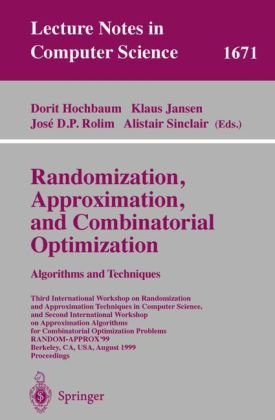 Lecture Notes in
Computer Science 1671
Dorit Hochbaum Klaus Jansen
José D.P. Rolim Alistair Sinclair (Eds.)
Randomization,
Approximation,
and Combinatorial
Optimization
Algorithms and Techniques
Third International Workshop on Randomization
and Approximation Techniques in Computer Science,
and Second International Workshop
on Approximation Algorithms
for Combinatorial Optimization Problems
RANDOM-APPROX'99
Berkeley, CA, USA, August 1999
Proceedings
Springer